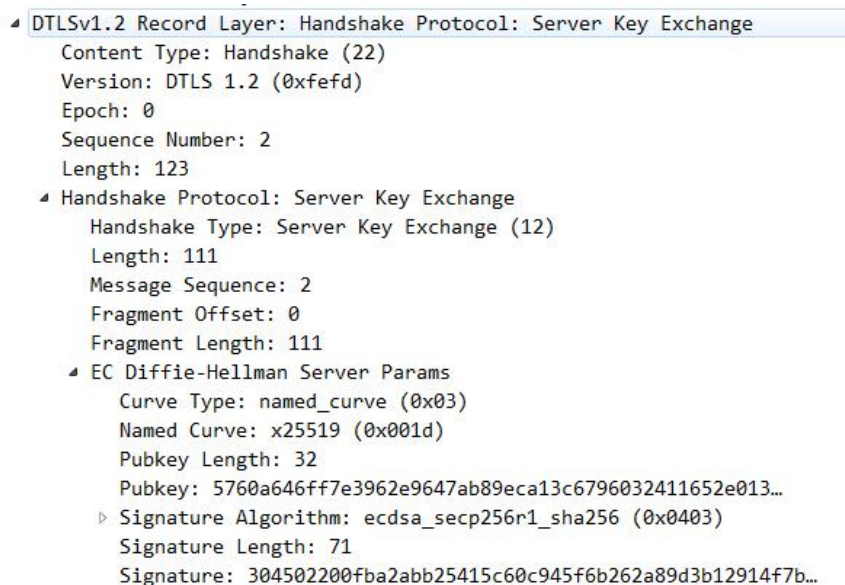 DTLSv1.2 Record Layer: Handshake Protocol: Server Key Exchange
Content Type: Handshake (22)
Version: DTLS 1.2 (0xfefd)
Epoch: 0
Sequence Number: 2
Length: 123
Handshake Protocol: Server Key Exchange
Handshake Type: Server Key Exchange (12)
Length: 111
Message Sequence: 2
Fragment Offset: 0
Fragment Length: 111
EC Diffie-Hellman Server Params
Curve Type: named_curve (0x03)
Named Curve: x25519 (0x001d)
Pubkey Length: 32
Pubkey: 5760a646ff7e3962e9647ab89eca13c6796032411652e013…
Signature Algorithm: ecdsa_secp256r1_sha256 (0x0403)
Signature Length: 71
Signature: 304502200fba2abb25415c60c945f6b262a89d3b12914f7b…